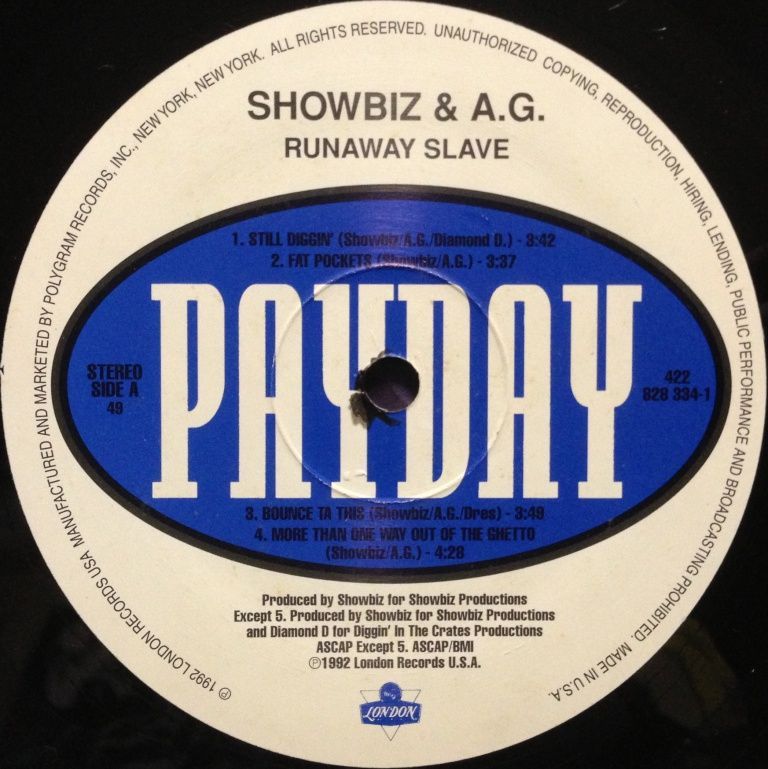 ℗ 1992 LONDON RECORDS USA MANUFACTURED AND MARKETED BY POLYGRAM RECORDS, INC., NEW YORK, NEW YORK. ALL RIGHTS RESERVED. UNAUTHORIZED COPYING, REPRODUCTION, HIRING, LENDING, PUBLIC PERFORMANCE AND BROADCASTING PROHIBITED. MADE IN U.S.A.
SHOWBIZ & A.G.
RUNAWAY SLAVE
1. STILL DIGGIN' (Showbiz/A.G./Diamond D.) - 3:42
2. FAT POCKETS (Showbiz/A.G.) - 3:37
PAYDAY
STEREO
SIDE A
49
422
828 334-1
3. BOUNCE TA THIS (Showbiz/A.G./Dres) - 3:49
4. MORE THAN ONE WAY OUT OF THE GHETTO
(Showbiz/A.G.) - 4:28
Produced by Showbiz for Showbiz Productions
Except 5. Produced by Showbiz for Showbiz Productions
and Diamond D for Diggin' In The Crates Productions
ASCAP Except 5. ASCAP/BMI
℗1992 London Records U.S.A.
LONDON